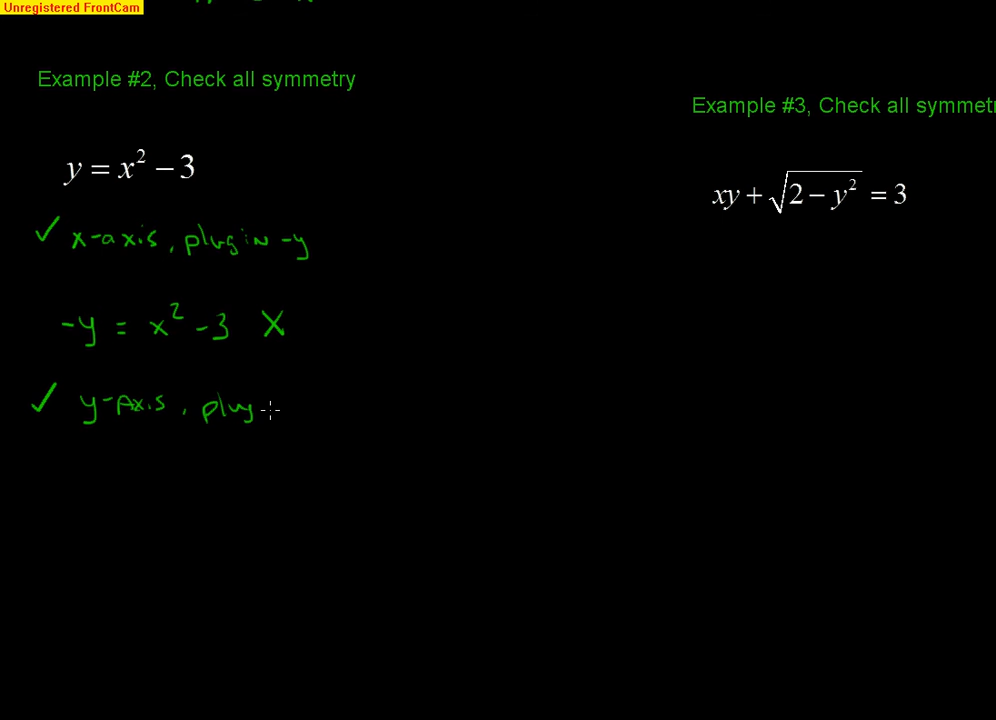 Unregistered FrontCam
Example #2, Check all symmetry
y = x² − 3
✓ x-axis, plug in -y
-y = x² - 3 X
✓ y-Axis, plug
Example #3, Check all symmetr
xy + √(2 − y²) = 3